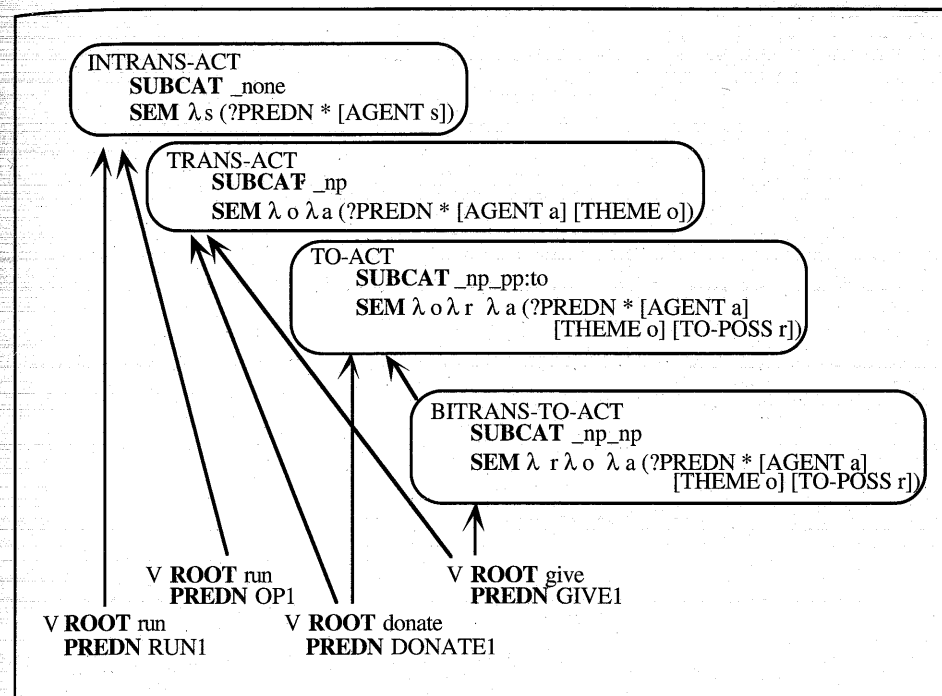 INTRANS-ACT
SUBCAT _none
SEM λ s (?PREDN * [AGENT s])
TRANS-ACT
SUBCAT _np
SEM λ o λ a (?PREDN * [AGENT a] [THEME o])
TO-ACT
SUBCAT _np_pp:to
SEM λ o λ r λ a (?PREDN * [AGENT a]
[THEME o] [TO-POSS r])
BITRANS-TO-ACT
SUBCAT _np_np
SEM λ r λ o λ a (?PREDN * [AGENT a]
[THEME o] [TO-POSS r])
V ROOT run
PREDN OP1
V ROOT give
PREDN GIVE1
V ROOT run
PREDN RUN1
V ROOT donate
PREDN DONATE1